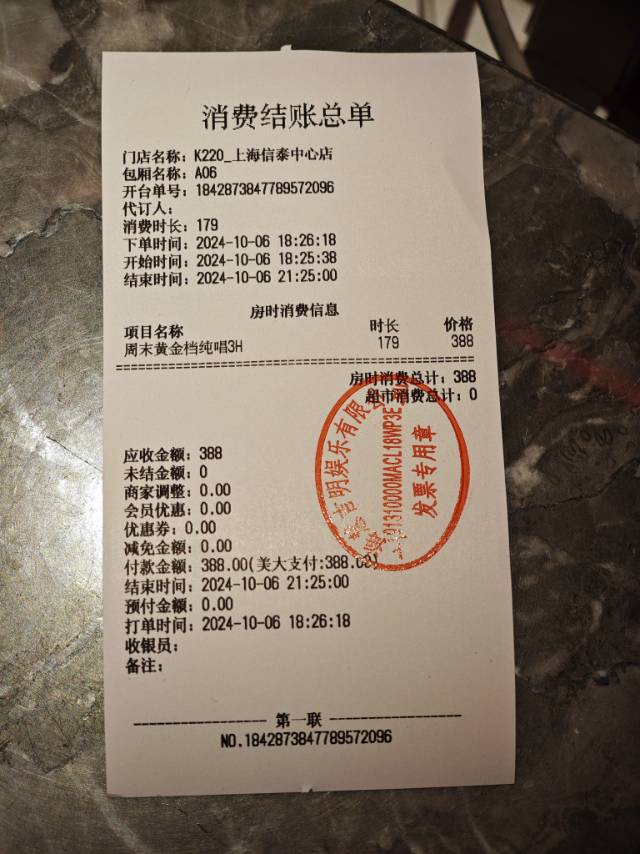 消费结账总单
门店名称：K220_上海信泰中心店
包厢名称：A06
开台单号：1842873847789572096
代订人：
消费时长：179
下单时间：2024-10-06 18:26:18
开始时间：2024-10-06 18:25:38
结束时间：2024-10-06 21:25:00
房时消费信息
项目名称 时长 价格
周末黄金档纯唱3H 179 388
房时消费总计：388
超市消费总计：0
应收金额：388
未结金额：0
商家调整：0.00
会员优惠：0.00
优惠券：0.00
减免金额：0.00
付款金额：388.00(美大支付:388.00)
结束时间：2024-10-06 21:25:00
预付金额：0.00
打单时间：2024-10-06 18:26:18
收银员：
备注：
吉明娱乐有限
91310000MACL18WP3E
发票专用章
第一联
NO.1842873847789572096